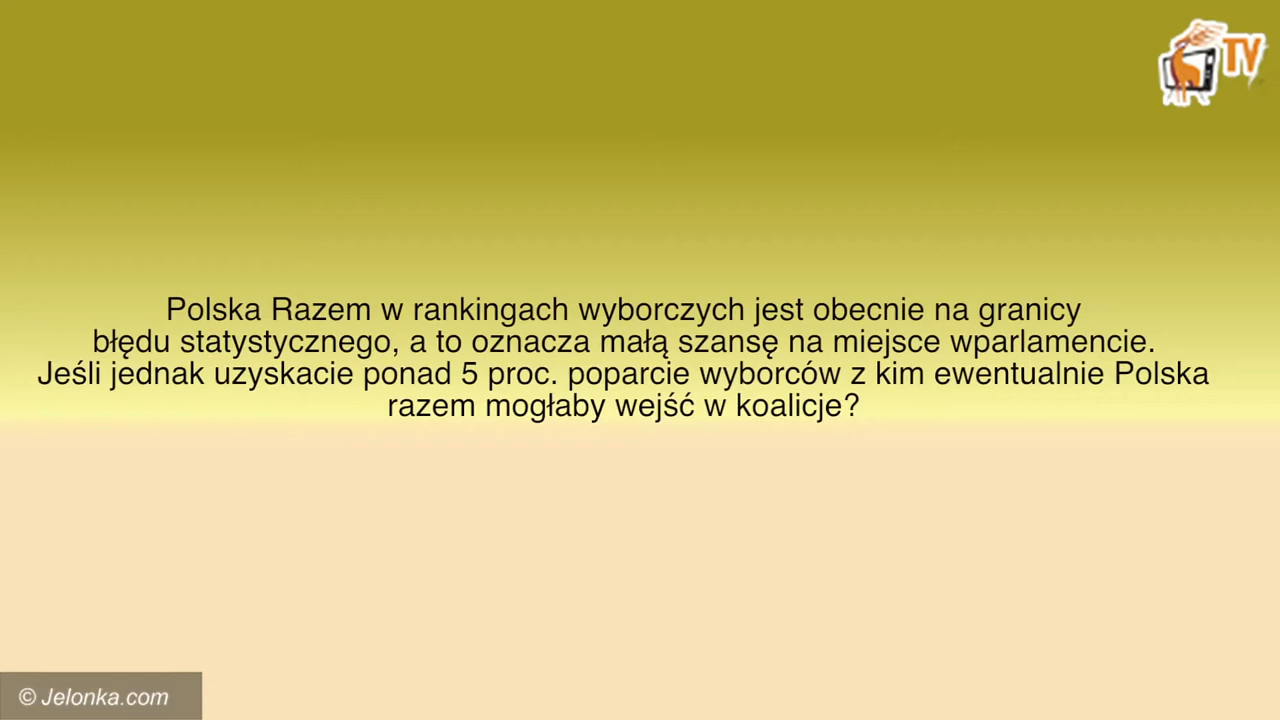 TV
Polska Razem w rankingach wyborczych jest obecnie na granicy
błędu statystycznego, a to oznacza małą szansę na miejsce wparlamencie.
Jeśli jednak uzyskacie ponad 5 proc. poparcie wyborców z kim ewentualnie Polska
razem mogłaby wejść w koalicje?
© Jelonka.com